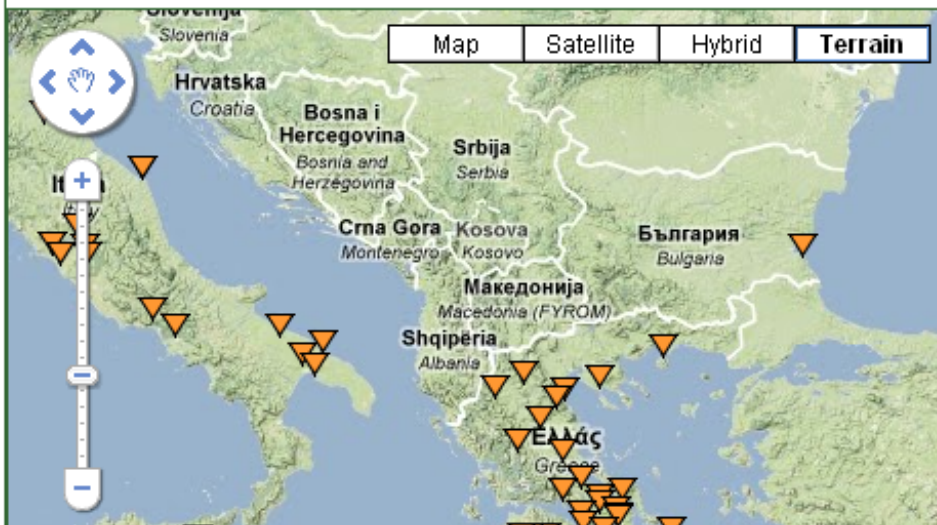 Slovenija
Slovenia
Map
Satellite
Hybrid
Terrain
Hrvatska
Croatia
Bosna i
Hercegovina
Bosnia and
Herzegovina
Srbija
Serbia
Crna Gora
Montenegro
Kosova
Kosovo
България
Bulgaria
Македонија
Macedonia (FYROM)
Shqipëria
Albania
Ελλάς
Greece